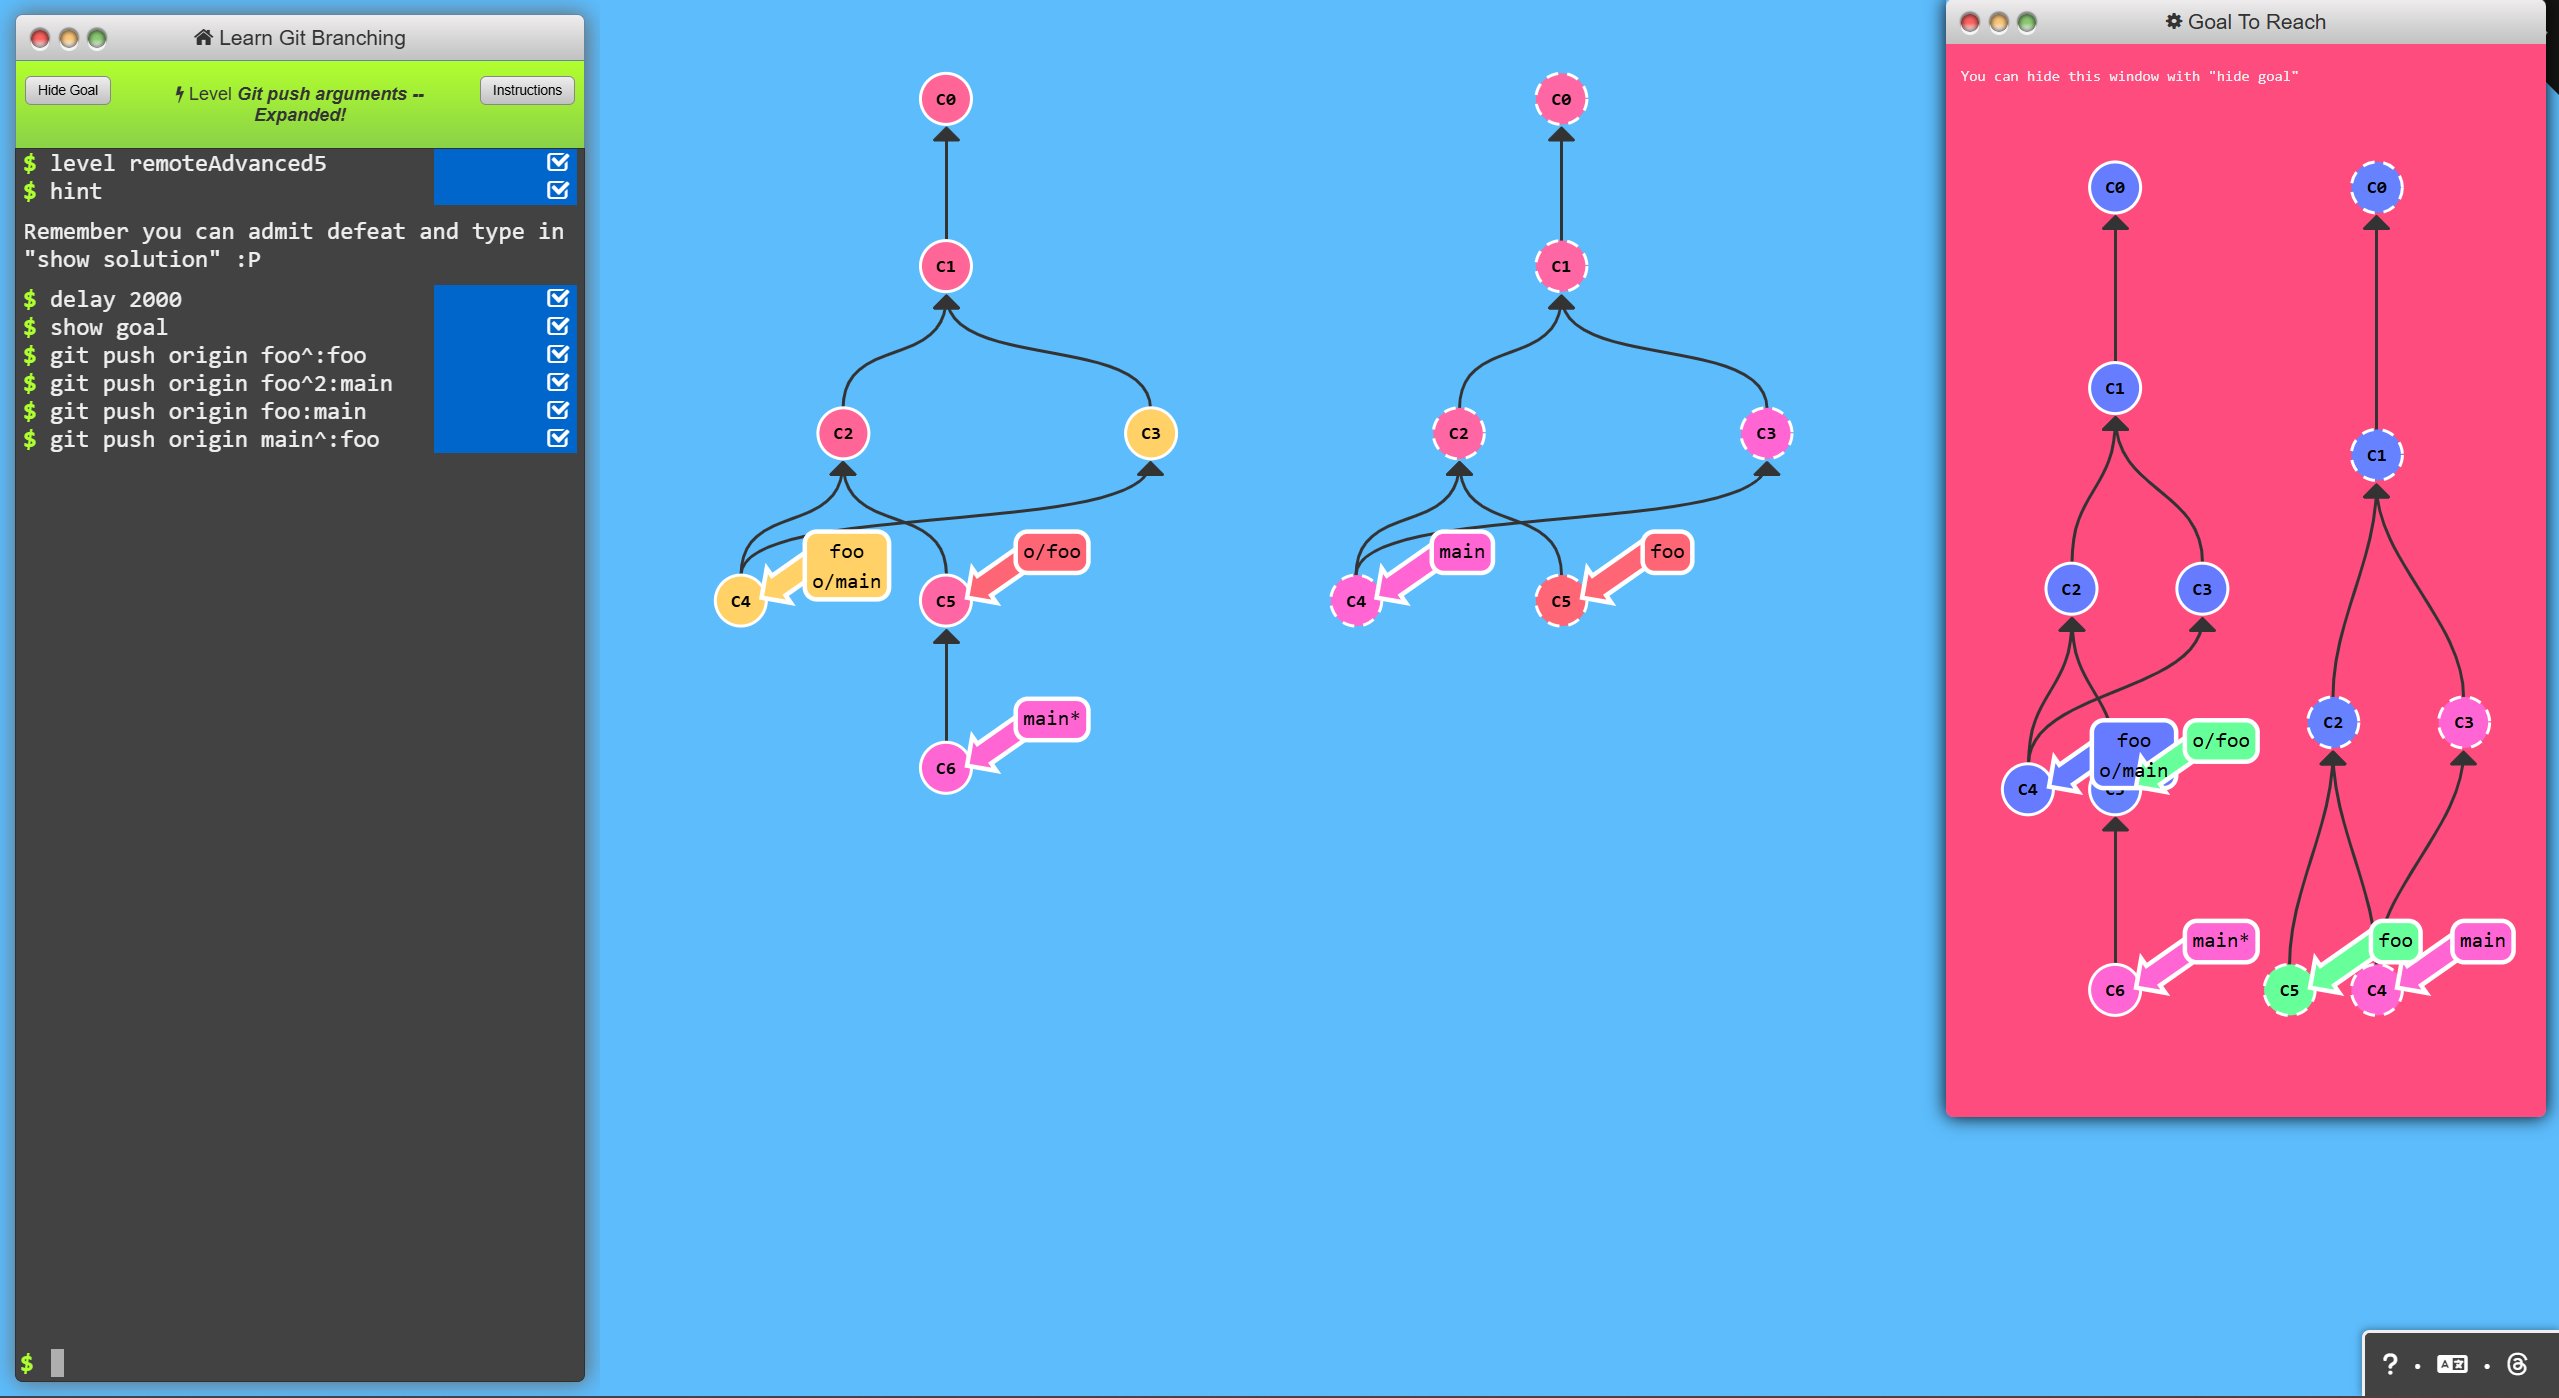 Learn Git Branching
Hide Goal
Level Git push arguments --
Expanded!
Instructions
$ level remoteAdvanced5
$ hint
Remember you can admit defeat and type in
"show solution" :P
$ delay 2000
$ show goal
$ git push origin foo^:foo
$ git push origin foo^2:main
$ git push origin foo:main
$ git push origin main^:foo
$
C0
C1
C2
C3
foo
o/main
o/foo
C4
C5
main*
C6
C0
C1
C2
C3
main
foo
C4
C5
Goal To Reach
You can hide this window with "hide goal"
C0
C1
C2
C3
foo
o/main
o/foo
C4
main*
C6
C0
C1
C2
C3
foo
main
C5
C4
?